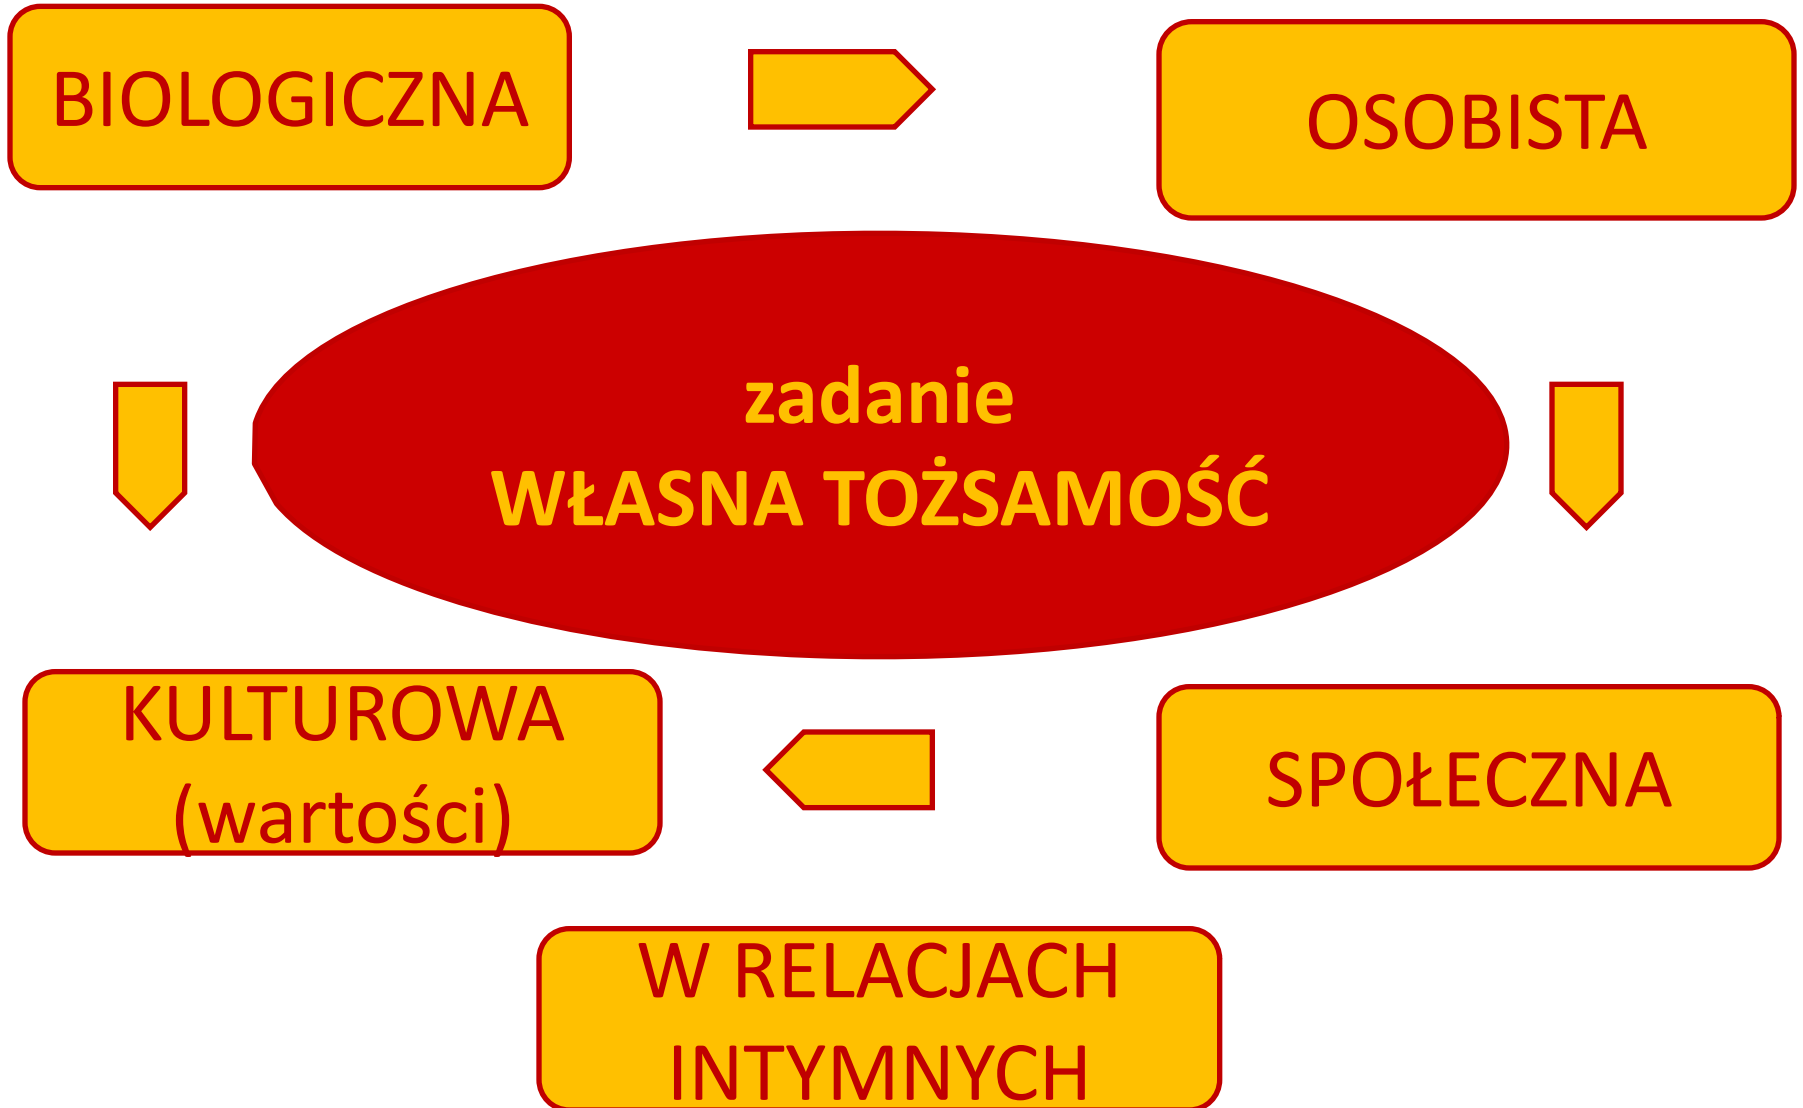 BIOLOGICZNA
OSOBISTA
zadanie
WŁASNA TOŻSAMOŚĆ
KULTUROWA
(wartości)
SPOŁECZNA
W RELACJACH
INTYMNYCH